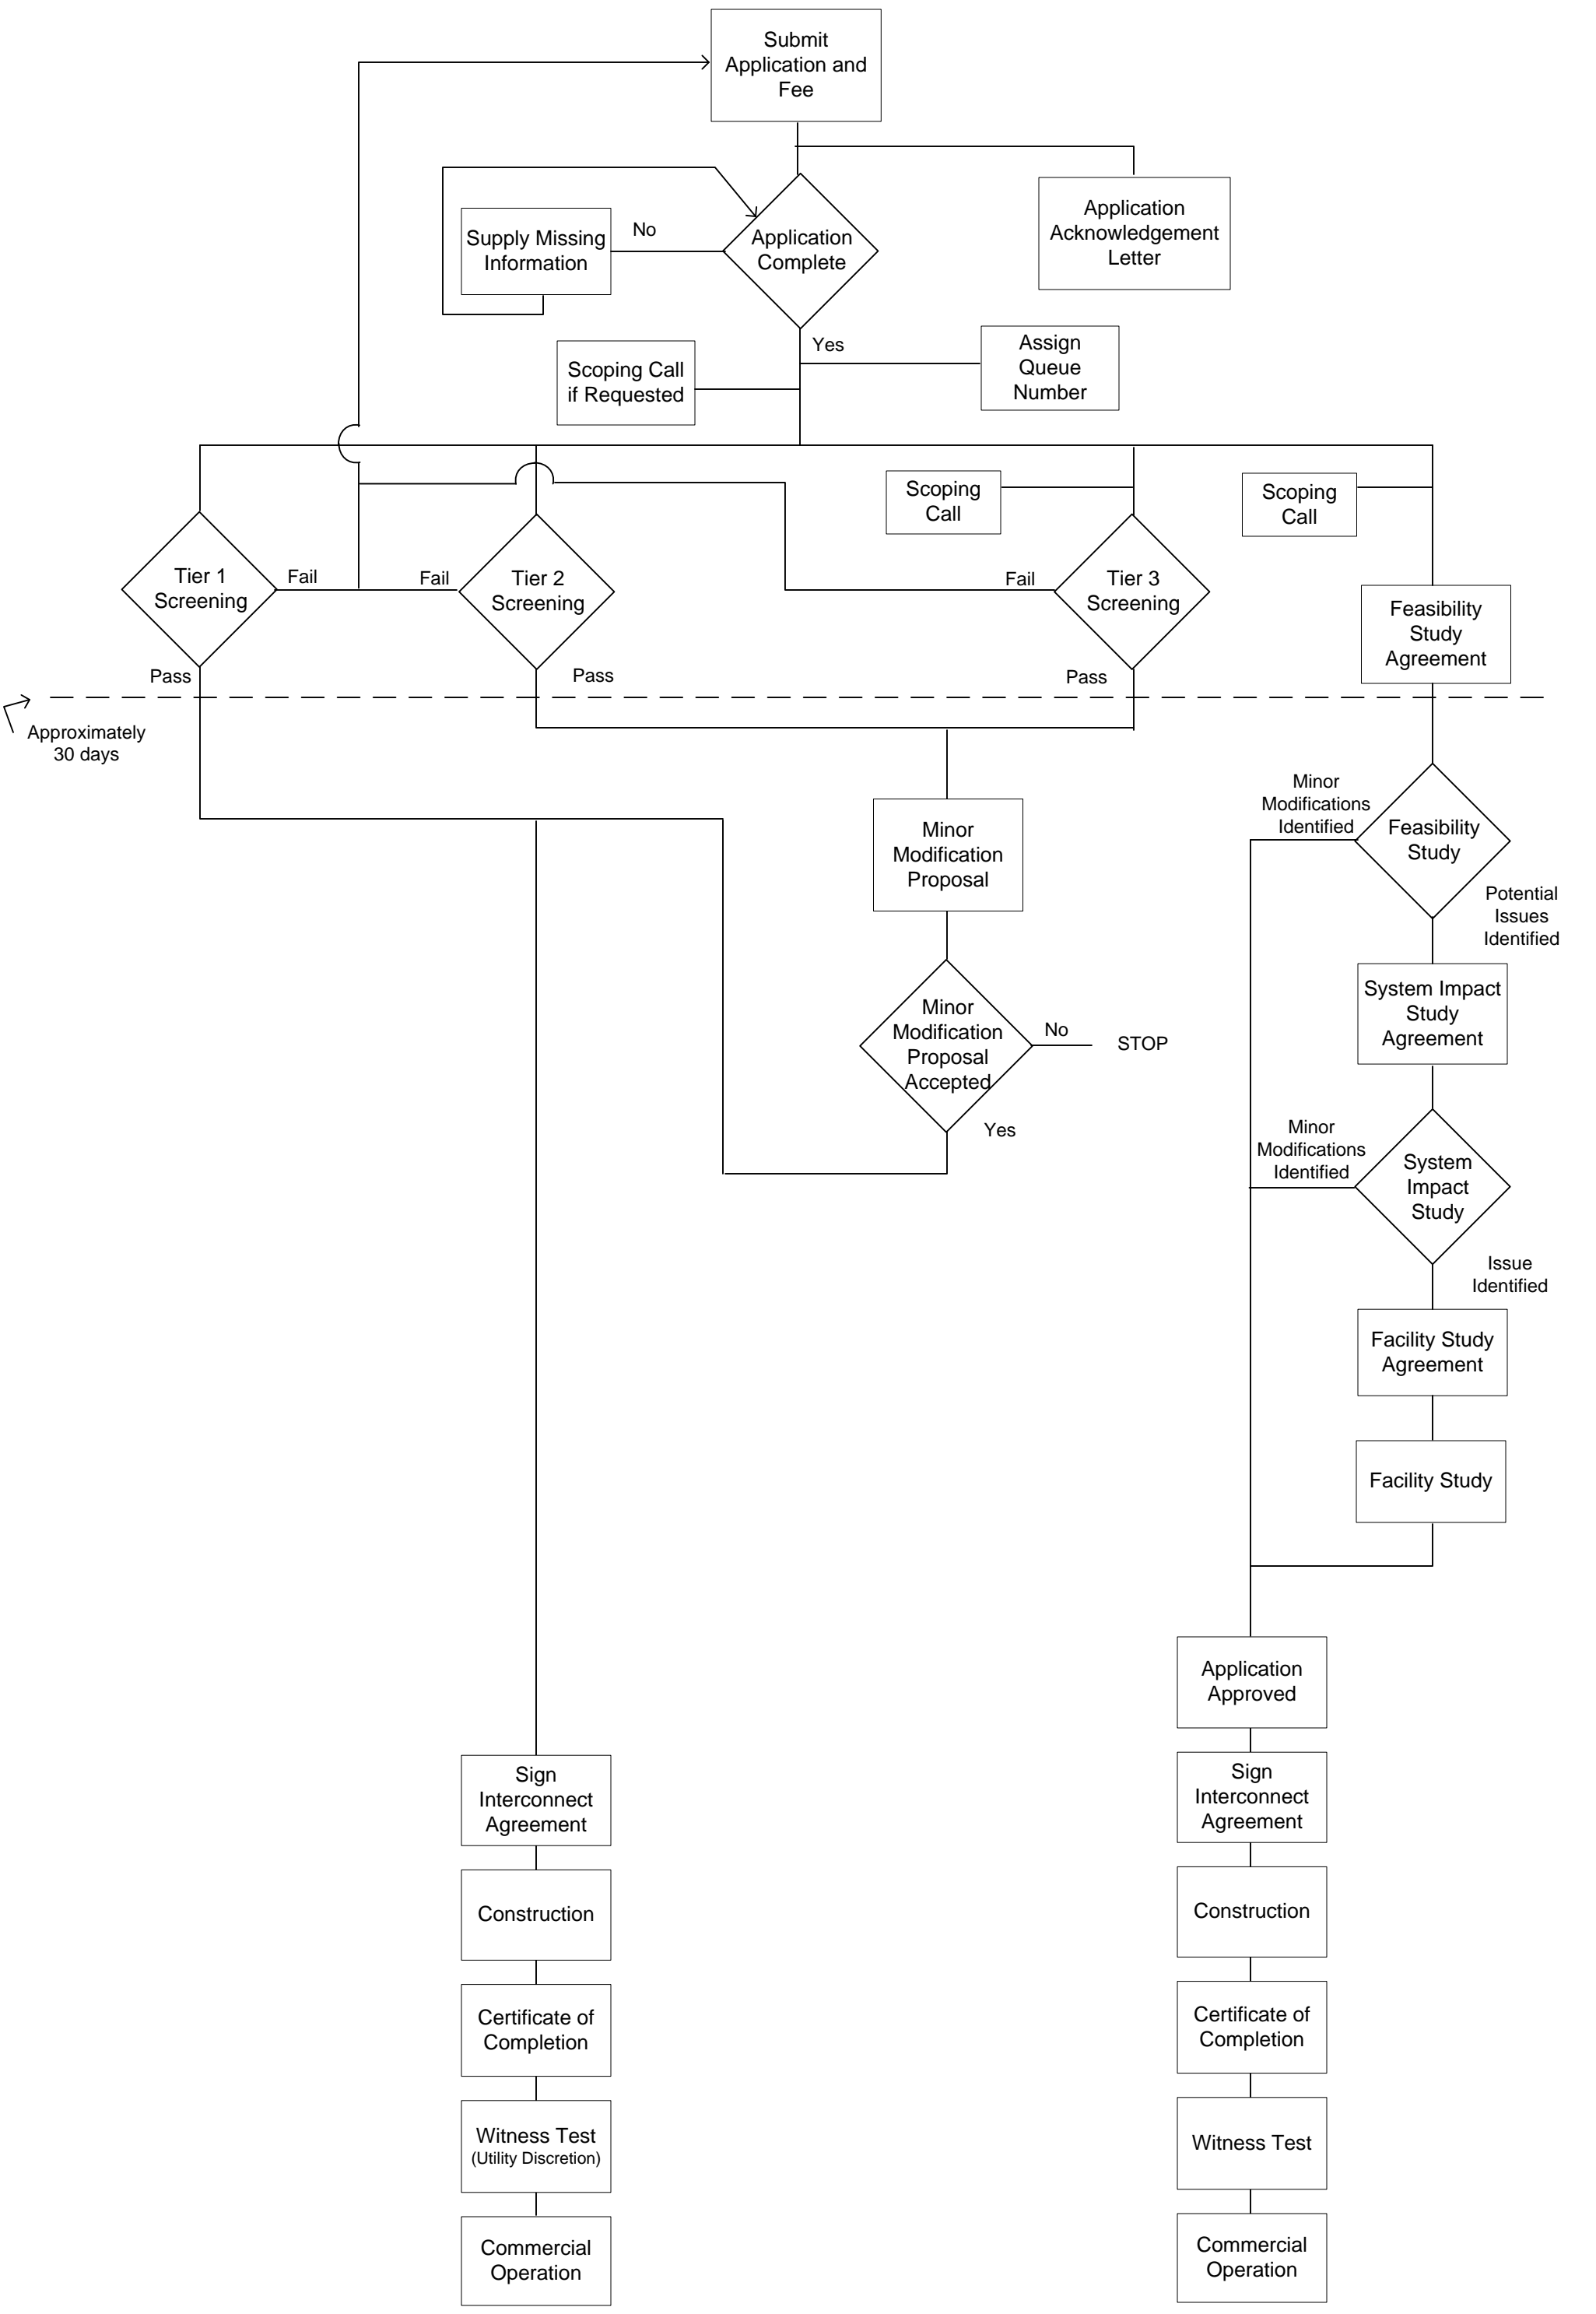 Submit
Application and
Fee
Application
Acknowledgement
Letter
Supply Missing
Information
No
Application
Complete
Yes
Assign
Queue
Number
Scoping Call
if Requested
Scoping
Call
Scoping
Call
Tier 1
Screening
Fail
Fail
Tier 2
Screening
Fail
Tier 3
Screening
Feasibility
Study
Agreement
Pass
Pass
Pass
Approximately
30 days
Minor
Modifications
Identified
Feasibility
Study
Minor
Modification
Proposal
Potential
Issues
Identified
System Impact
Study
Agreement
Minor
Modification
Proposal
Accepted
No
STOP
Yes
Minor
Modifications
Identified
System
Impact
Study
Issue
Identified
Facility Study
Agreement
Facility Study
Application
Approved
Sign
Interconnect
Agreement
Sign
Interconnect
Agreement
Construction
Construction
Certificate of
Completion
Certificate of
Completion
Witness Test
(Utility Discretion)
Witness Test
Commercial
Operation
Commercial
Operation